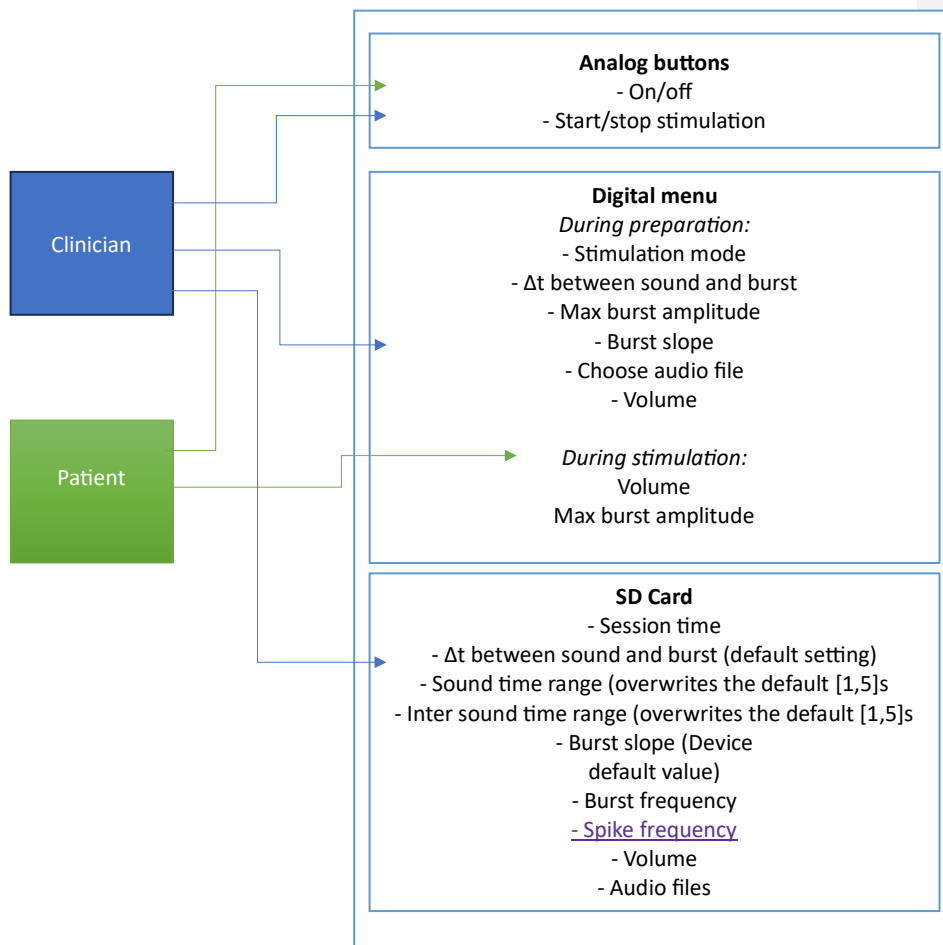 Analog buttons
- On/off
- Start/stop stimulation
Clinician
Digital menu
During preparation:
- Stimulation mode
- Δt between sound and burst
- Max burst amplitude
- Burst slope
- Choose audio file
- Volume
Patient
During stimulation:
Volume
Max burst amplitude
SD Card
- Session time
- Δt between sound and burst (default setting)
- Sound time range (overwrites the default [1,5]s
- Inter sound time range (overwrites the default [1,5]s
- Burst slope (Device
default value)
- Burst frequency
- Spike frequency
- Volume
- Audio files